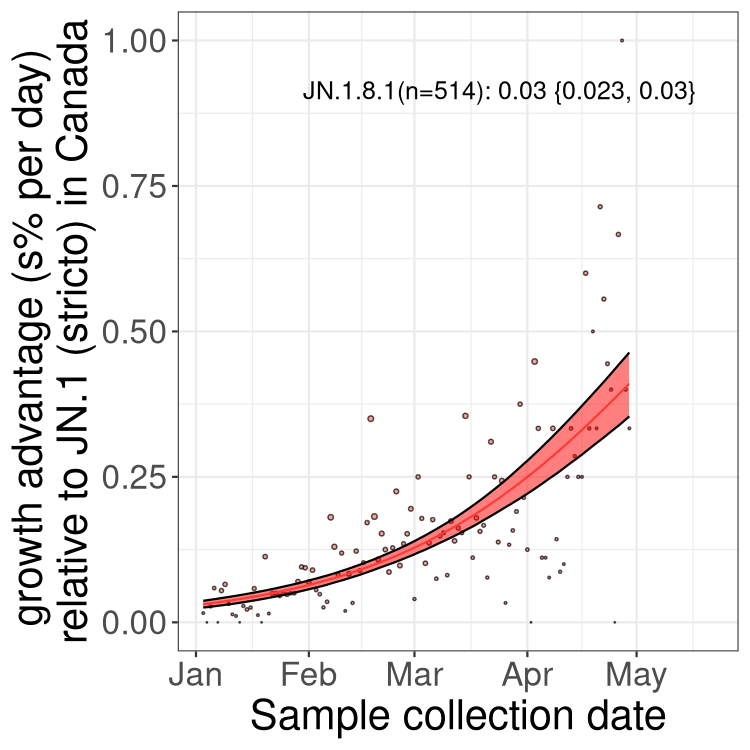 growth advantage (s% per day)
relative to JN.1 (stricto) in Canada
1.00
0.75
0.50
0.25
0.00
JN.1.8.1(n=514): 0.03 {0.023, 0.03}
Jan Feb Mar Apr May
Sample collection date